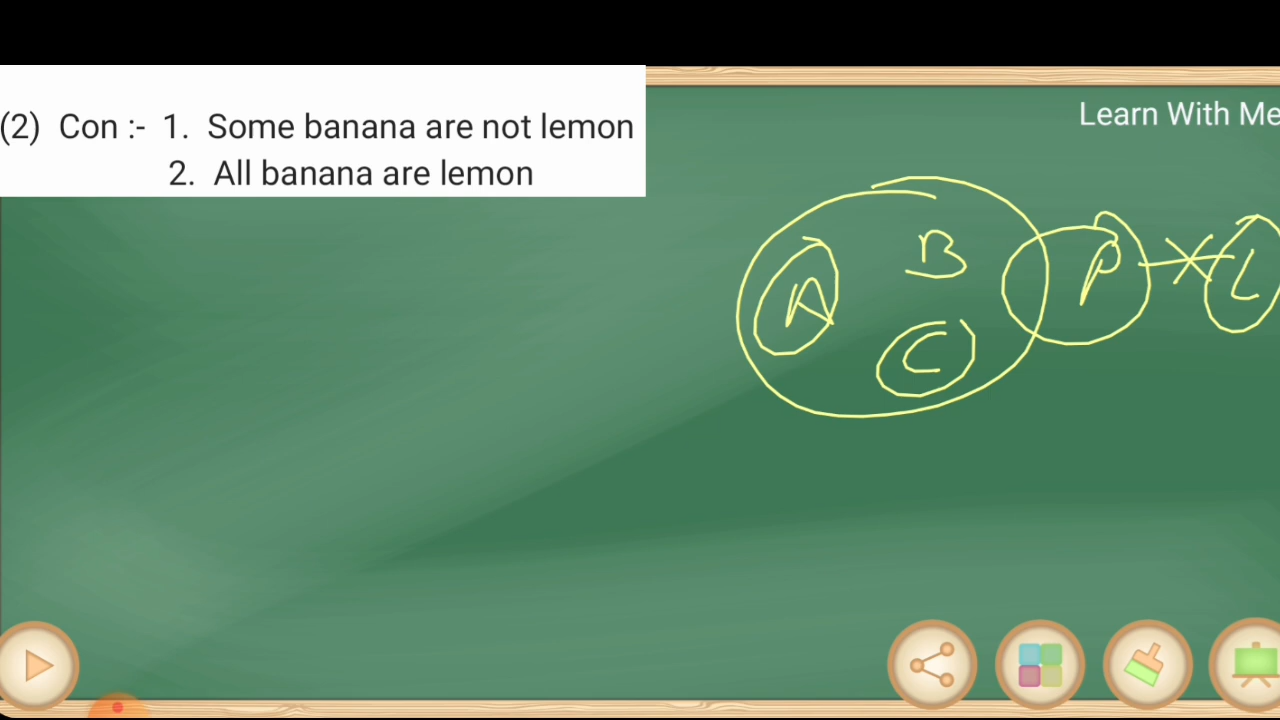 (2) Con :- 1. Some banana are not lemon
2. All banana are lemon
Learn With Me
A B C P L